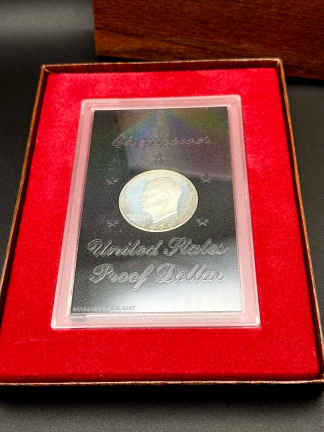 Eisenhower
United States
Proof Dollar